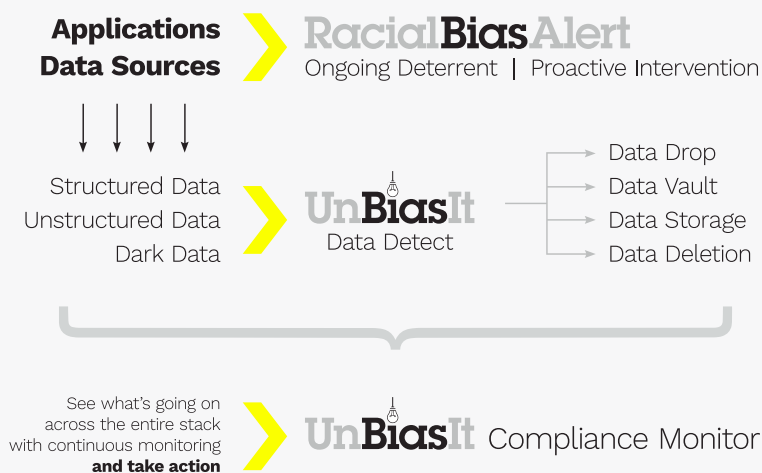 Applications
Data Sources
RacialBiasAlert
Ongoing Deterrent | Proactive Intervention
Structured Data
Unstructured Data
Dark Data
UnBiasIt
Data Detect
Data Drop
Data Vault
Data Storage
Data Deletion
See what's going on
across the entire stack
with continuous monitoring
and take action
UnBiasIt Compliance Monitor